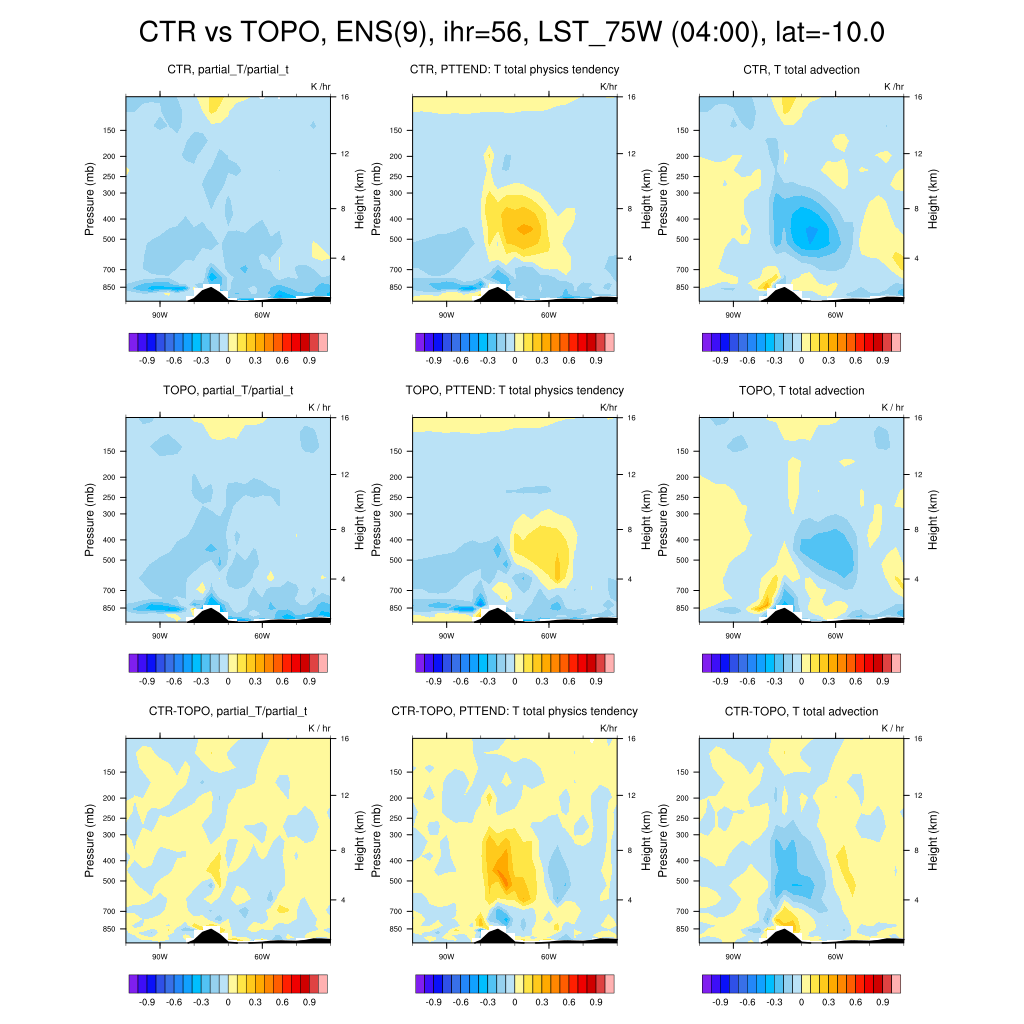 CTR vs TOPO, ENS(9), ihr=56, LST_75W (04:00), lat=-10.0
CTR, partial_T/partial_t
CTR, PTTEND: T total physics tendency
CTR, T total advection
K /hr
K/hr
K / hr
Pressure (mb)
150
200
250
300
400
500
700
850
Height (km)
16
12
8
4
90W
60W
Pressure (mb)
150
200
250
300
400
500
700
850
Height (km)
16
12
8
4
90W
60W
Pressure (mb)
150
200
250
300
400
500
700
850
Height (km)
16
12
8
4
90W
60W
-0.9 -0.6 -0.3 0 0.3 0.6 0.9
-0.9 -0.6 -0.3 0 0.3 0.6 0.9
-0.9 -0.6 -0.3 0 0.3 0.6 0.9
TOPO, partial_T/partial_t
TOPO, PTTEND: T total physics tendency
TOPO, T total advection
K / hr
K/hr
K / hr
Pressure (mb)
150
200
250
300
400
500
700
850
Height (km)
16
12
8
4
90W
60W
Pressure (mb)
150
200
250
300
400
500
700
850
Height (km)
16
12
8
4
90W
60W
Pressure (mb)
150
200
250
300
400
500
700
850
Height (km)
16
12
8
4
90W
60W
-0.9 -0.6 -0.3 0 0.3 0.6 0.9
-0.9 -0.6 -0.3 0 0.3 0.6 0.9
-0.9 -0.6 -0.3 0 0.3 0.6 0.9
CTR-TOPO, partial_T/partial_t
CTR-TOPO, PTTEND: T total physics tendency
CTR-TOPO, T total advection
K / hr
K/hr
K / hr
Pressure (mb)
150
200
250
300
400
500
700
850
Height (km)
16
12
8
4
90W
60W
Pressure (mb)
150
200
250
300
400
500
700
850
Height (km)
16
12
8
4
90W
60W
Pressure (mb)
150
200
250
300
400
500
700
850
Height (km)
16
12
8
4
90W
60W
-0.9 -0.6 -0.3 0 0.3 0.6 0.9
-0.9 -0.6 -0.3 0 0.3 0.6 0.9
-0.9 -0.6 -0.3 0 0.3 0.6 0.9